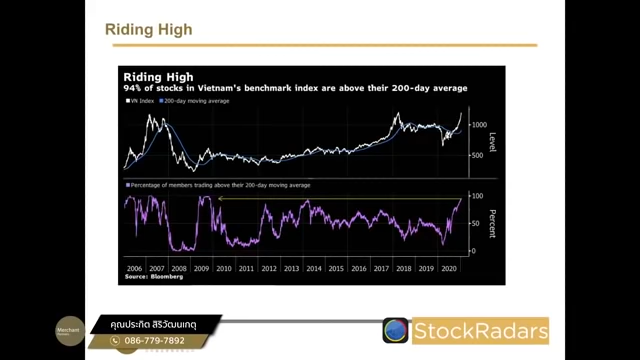 Riding High
Riding High
94% of stocks in Vietnam's benchmark index are above their 200-day average
VN Index 200-day moving average
1000
500
Level
Percentage of members trading above their 200-day moving average
100
50
0
Percent
2006 2007 2008 2009 2010 2011 2012 2013 2014 2015 2016 2017 2018 2019 2020
Source: Bloomberg
Merchant
คุณประกิต สิริวัฒนเกตุ
086-779-7892
StockRadars